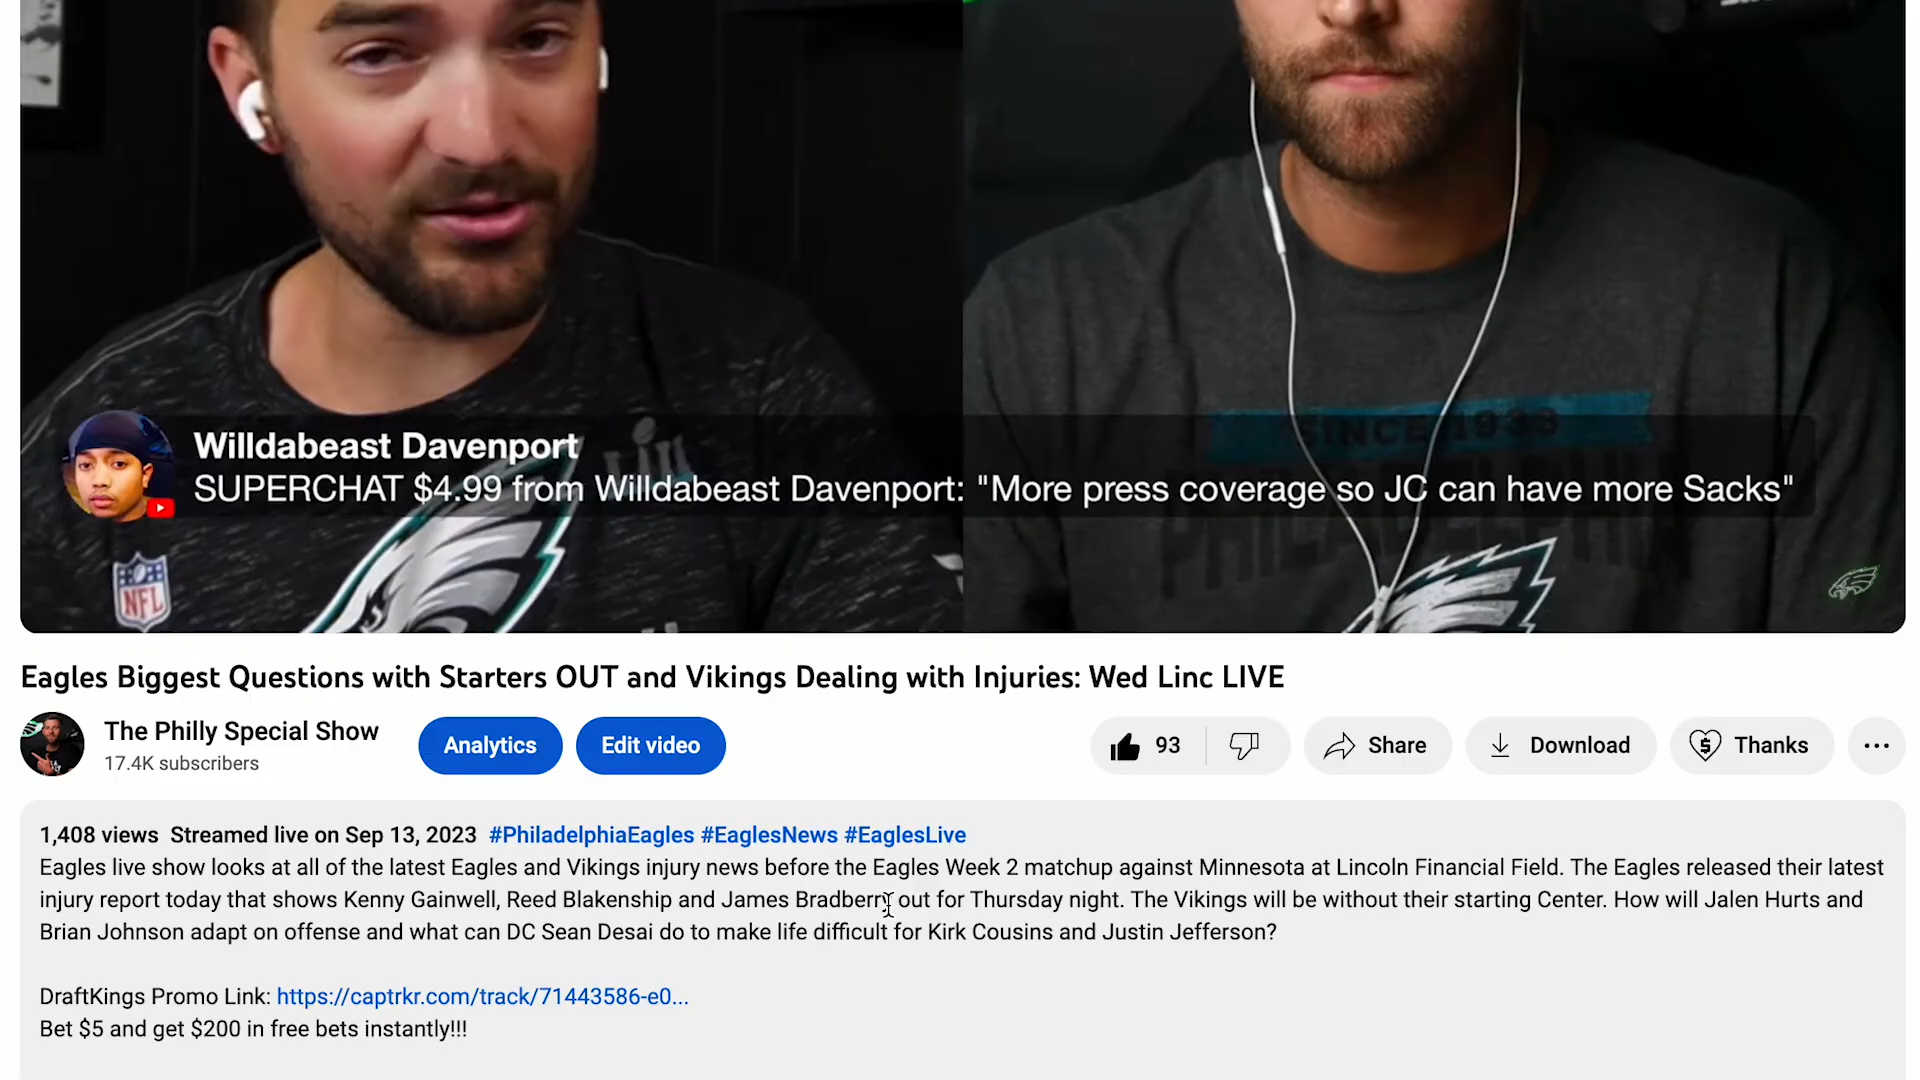 LII
SINCE 1933
PHILADELPHIA
Willdabeast Davenport
SUPERCHAT $4.99 from Willdabeast Davenport: "More press coverage so JC can have more Sacks"
NFL
Eagles Biggest Questions with Starters OUT and Vikings Dealing with Injuries: Wed Linc LIVE
The Philly Special Show
17.4K subscribers
Analytics
Edit video
93
Share
Download
Thanks
1,408 views Streamed live on Sep 13, 2023 #PhiladelphiaEagles #EaglesNews #EaglesLive
Eagles live show looks at all of the latest Eagles and Vikings injury news before the Eagles Week 2 matchup against Minnesota at Lincoln Financial Field. The Eagles released their latest
injury report today that shows Kenny Gainwell, Reed Blakenship and James Bradberry out for Thursday night. The Vikings will be without their starting Center. How will Jalen Hurts and
Brian Johnson adapt on offense and what can DC Sean Desai do to make life difficult for Kirk Cousins and Justin Jefferson?
DraftKings Promo Link: https://captrkr.com/track/71443586-e0...
Bet $5 and get $200 in free bets instantly!!!